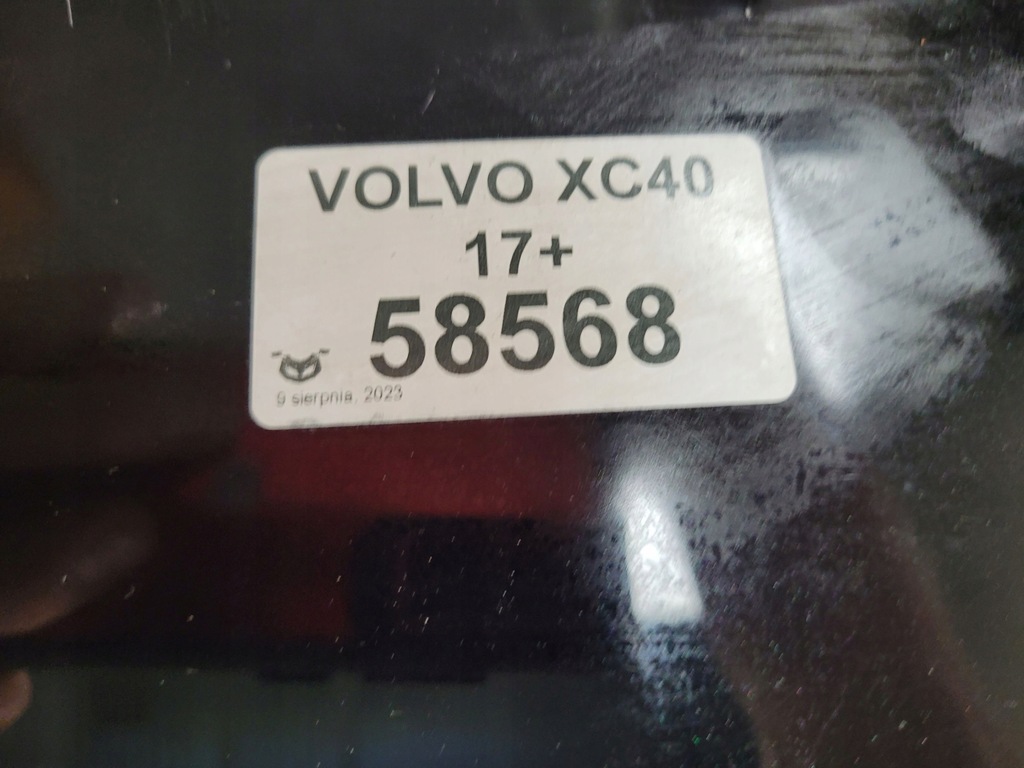 VOLVO XC40
17+
58568
9 sierpnia, 2023